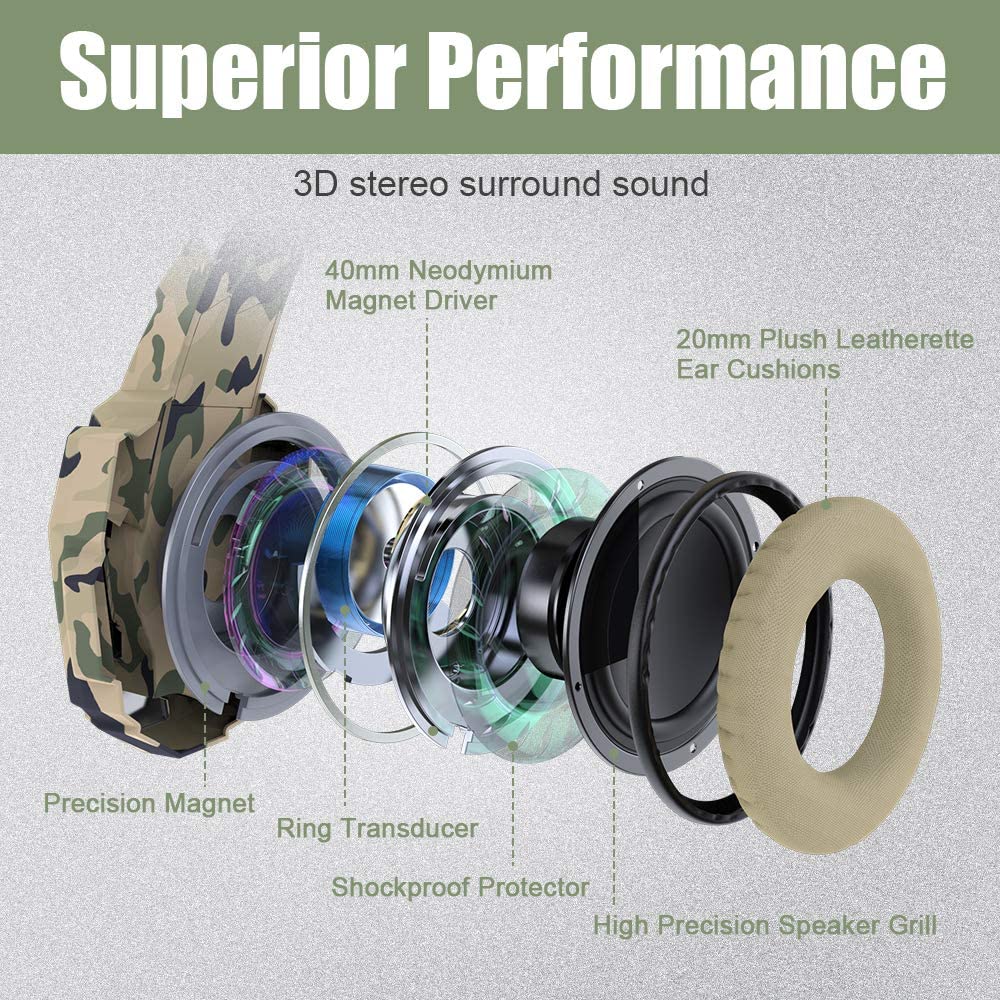 Superior Performance
3D stereo surround sound
40mm Neodymium
Magnet Driver
20mm Plush Leatherette
Ear Cushions
Precision Magnet
Ring Transducer
Shockproof Protector
High Precision Speaker Grill